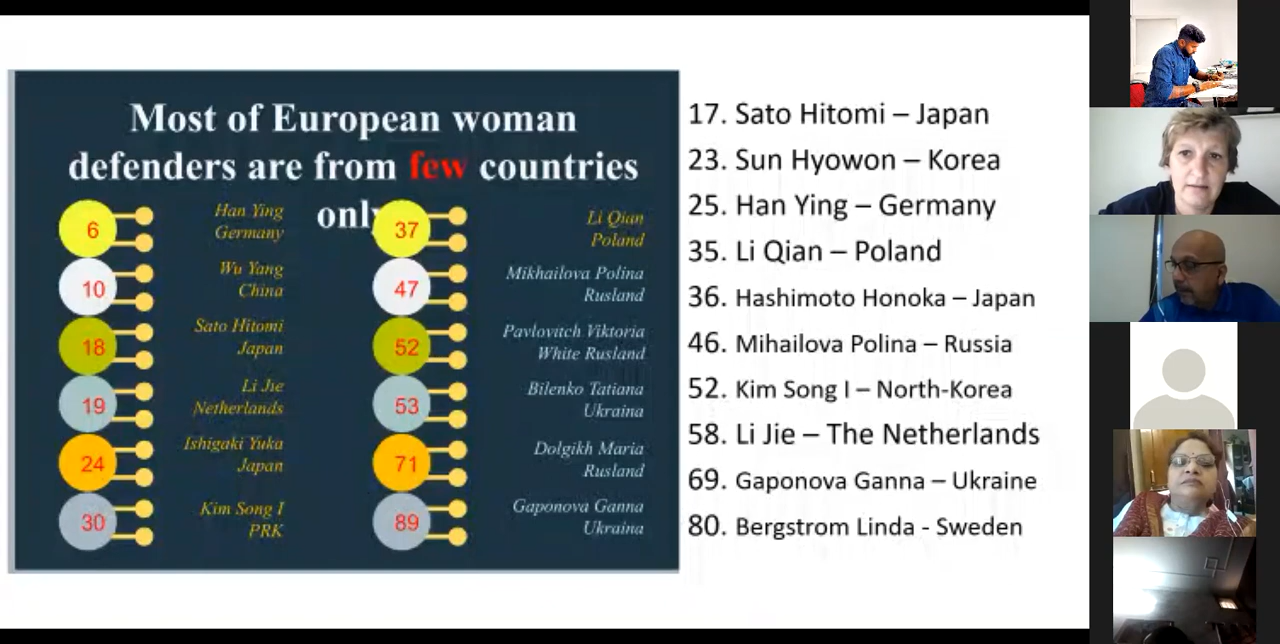 Most of European woman
defenders are from few countries
only
6
Han Ying
Germany
10
Wu Yang
China
18
Sato Hitomi
Japan
19
Li Jie
Netherlands
24
Ishigaki Yuka
Japan
30
Kim Song I
PRK
37
Li Qian
Poland
47
Mikhailova Polina
Rusland
52
Pavlovitch Viktoria
White Rusland
53
Bilenko Tatiana
Ukraina
71
Dolgikh Maria
Rusland
89
Gaponova Ganna
Ukraina
17. Sato Hitomi – Japan
23. Sun Hyowon – Korea
25. Han Ying – Germany
35. Li Qian – Poland
36. Hashimoto Honoka – Japan
46. Mihailova Polina – Russia
52. Kim Song I – North-Korea
58. Li Jie – The Netherlands
69. Gaponova Ganna – Ukraine
80. Bergstrom Linda - Sweden